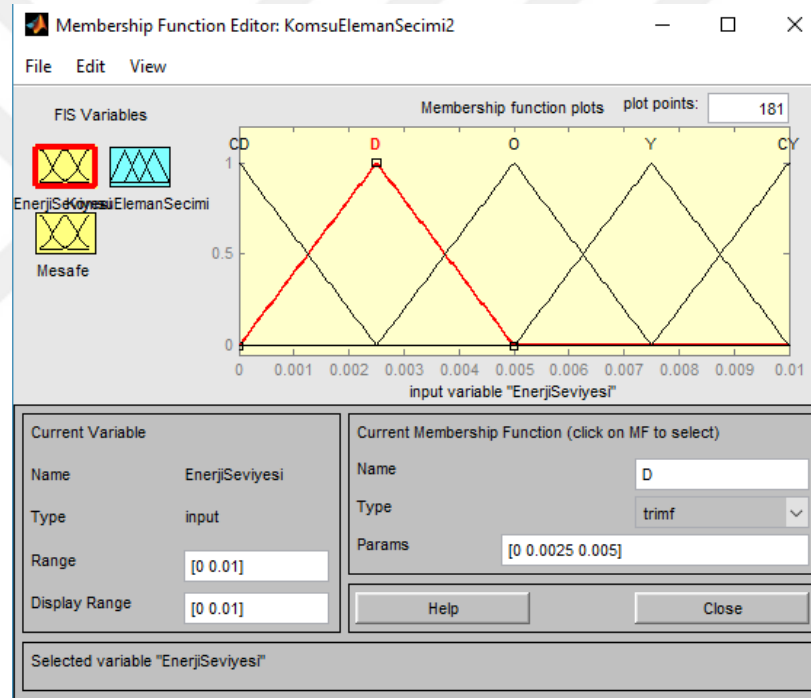 Membership Function Editor: KomsuElemanSecimi2
File Edit View
FIS Variables
EnerjiSeviyesi KomsuElemanSecimi
Mesafe
Membership function plots plot points: 181
CD D O Y CY
1
0.5
0
0 0.001 0.002 0.003 0.004 0.005 0.006 0.007 0.008 0.009 0.01
input variable "EnerjiSeviyesi"
Current Variable
Name EnerjiSeviyesi
Type input
Range [0 0.01]
Display Range [0 0.01]
Current Membership Function (click on MF to select)
Name D
Type trimf
Params [0 0.0025 0.005]
Help Close
Selected variable "EnerjiSeviyesi"